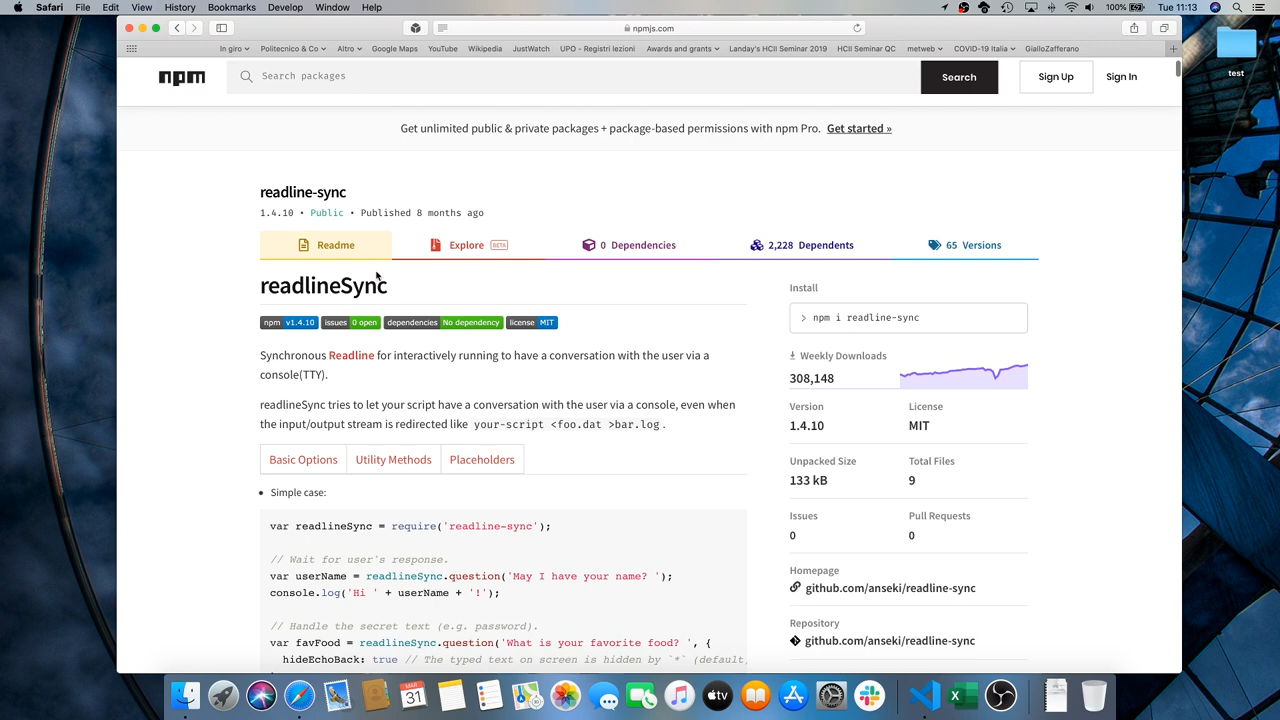 Safari File Edit View History Bookmarks Develop Window Help 100% Tue 11:13
npmjs.com
In giro Politecnico & Co Altro Google Maps YouTube Wikipedia JustWatch UPO - Registri lezioni Awards and grants Landay's HCII Seminar 2019 HCII Seminar QC metweb COVID-19 Italia GialloZafferano
test
npm Search packages Search Sign Up Sign In
Get unlimited public & private packages + package-based permissions with npm Pro. Get started »
readline-sync
1.4.10 • Public • Published 8 months ago
Readme Explore BETA 0 Dependencies 2,228 Dependents 65 Versions
readlineSync
npm v1.4.10 issues 0 open dependencies No dependency license MIT
Synchronous Readline for interactively running to have a conversation with the user via a
console(TTY).
readlineSync tries to let your script have a conversation with the user via a console, even when
the input/output stream is redirected like your-script <foo.dat >bar.log .
Basic Options Utility Methods Placeholders
• Simple case:
var readlineSync = require('readline-sync');
// Wait for user's response.
var userName = readlineSync.question('May I have your name? ');
console.log('Hi ' + userName + '!');
// Handle the secret text (e.g. password).
var favFood = readlineSync.question('What is your favorite food? ', {
hideEchoBack: true // The typed text on screen is hidden by `*` (default
Install
> npm i readline-sync
Weekly Downloads
308,148
Version License
1.4.10 MIT
Unpacked Size Total Files
133 kB 9
Issues Pull Requests
0 0
Homepage
github.com/anseki/readline-sync
Repository
github.com/anseki/readline-sync
MAR
31
tv